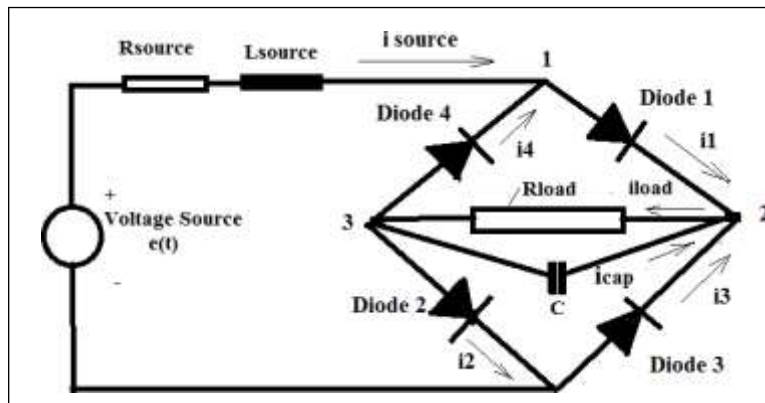 Rsource
Lsource
i source
1
Diode 4
Diode 1
i4
i1
Rload
iload
+
Voltage Source
e(t)
-
3
2
icap
C
i3
Diode 2
i2
Diode 3